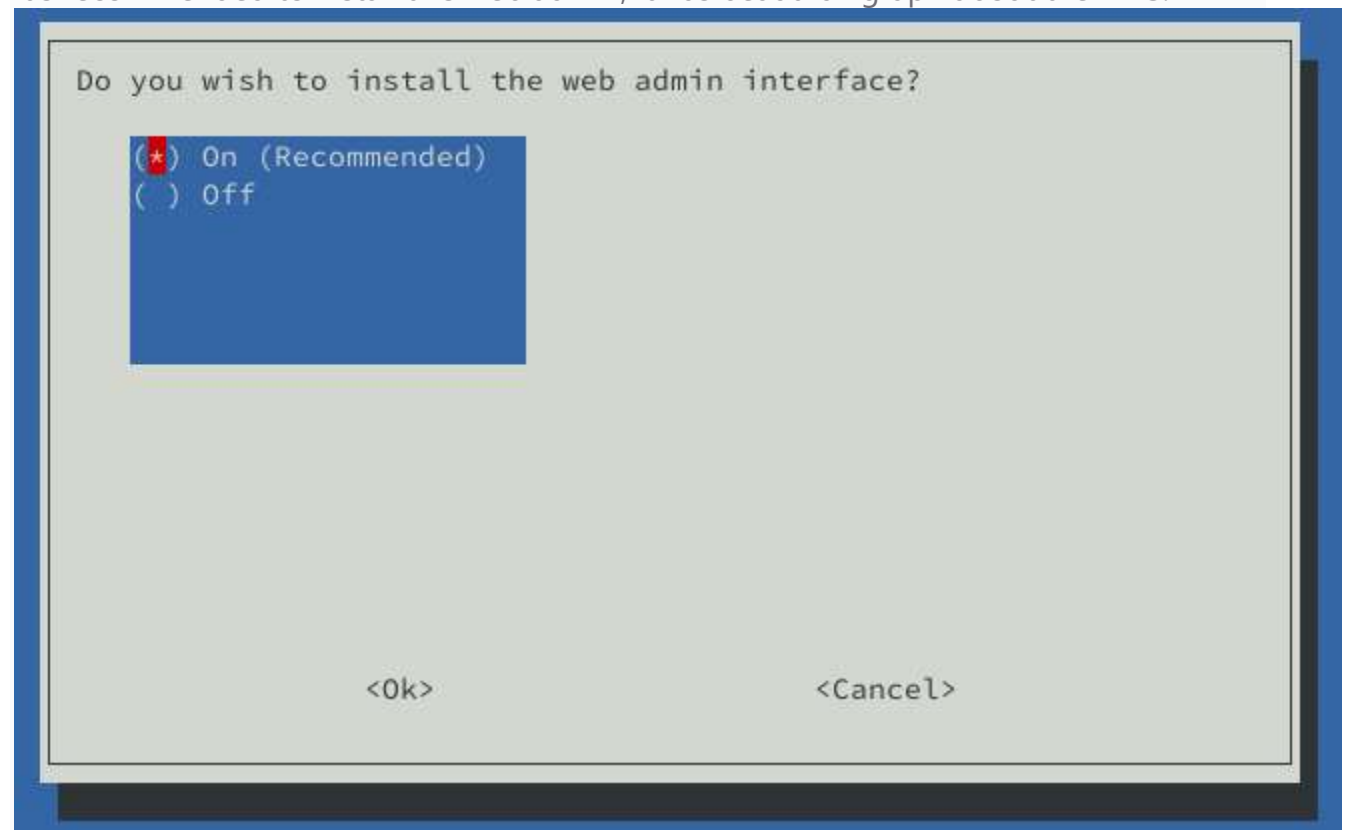 Do you wish to install the web admin interface?
(*) On (Recommended)
( ) Off
<Ok> <Cancel>